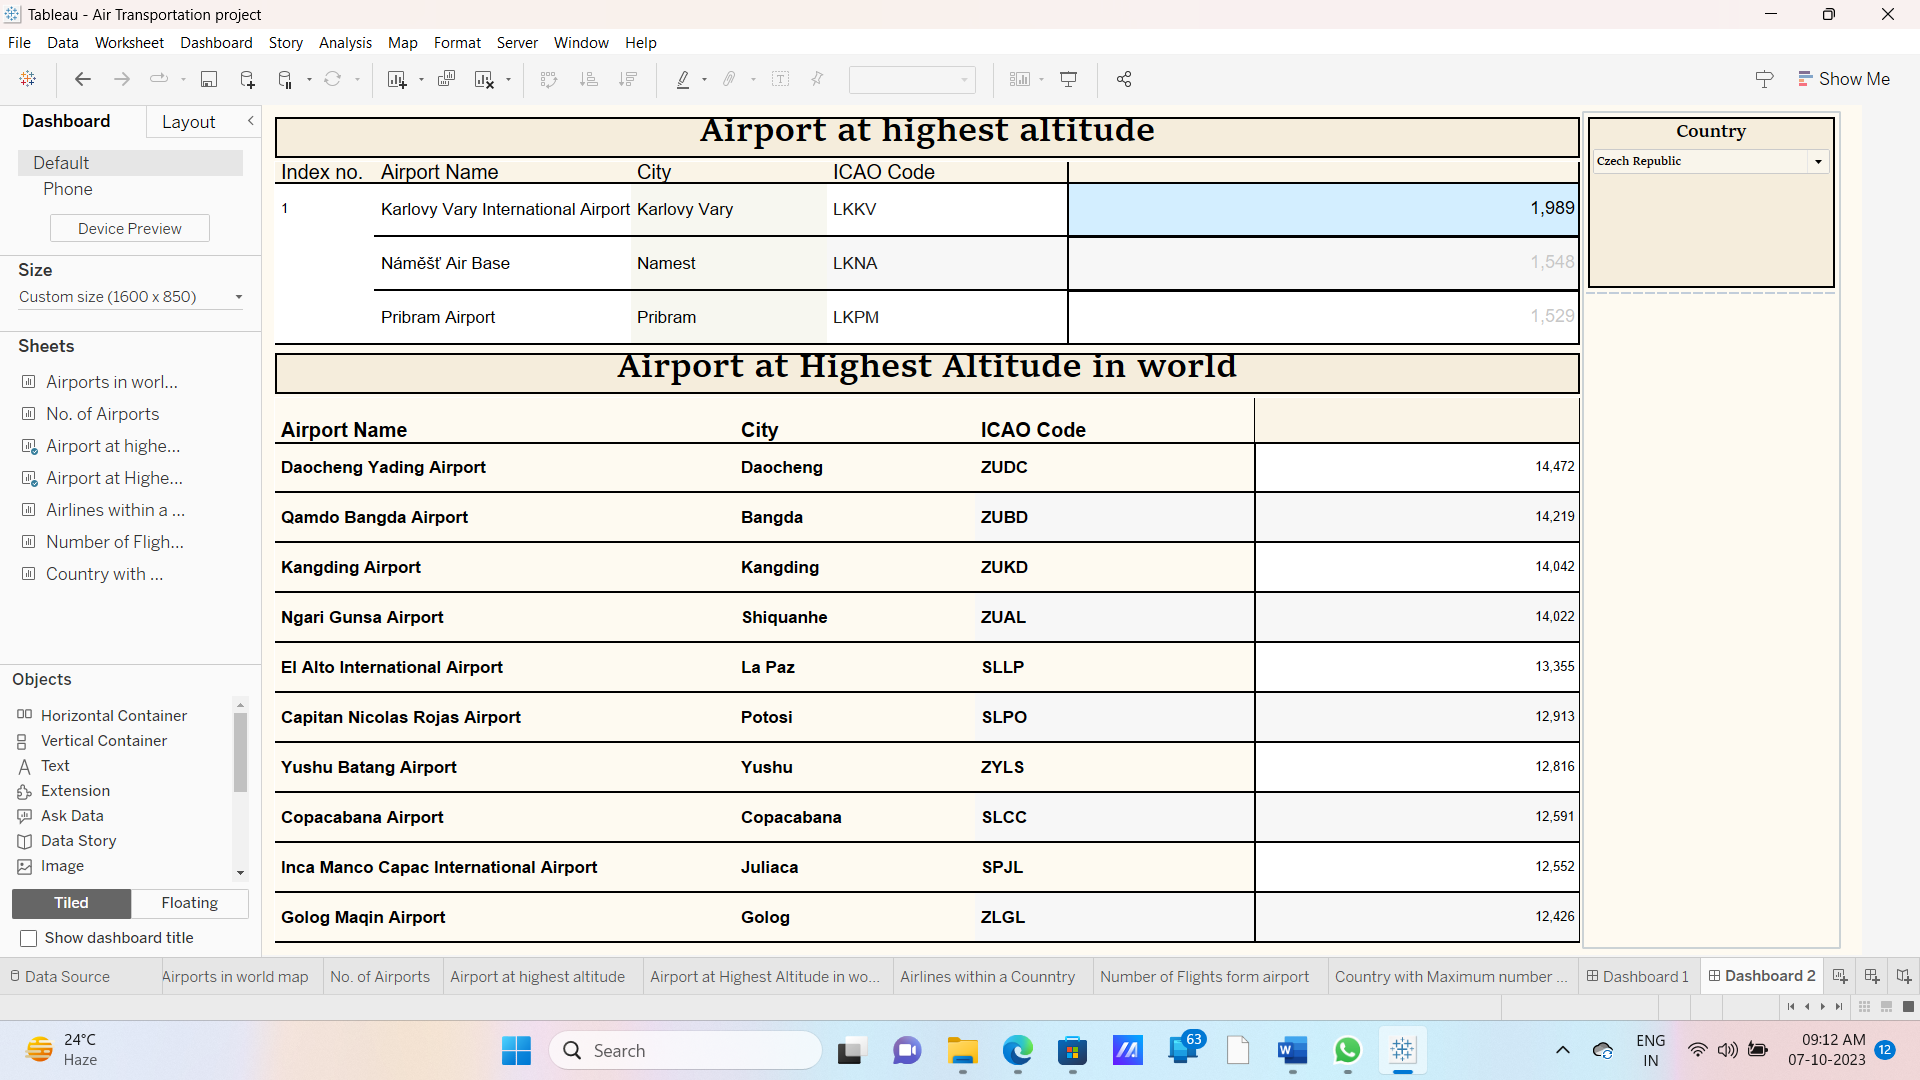 Tableau - Air Transportation project
File Data Worksheet Dashboard Story Analysis Map Format Server Window Help
Show Me
Dashboard Layout
Default
Phone
Device Preview
Size
Custom size (1600 x 850)
Sheets
Airports in worl...
No. of Airports
Airport at highe...
Airport at Highe...
Airlines within a ...
Number of Fligh...
Country with ...
Objects
Horizontal Container
Vertical Container
Text
Extension
Ask Data
Data Story
Image
Tiled Floating
Show dashboard title
Airport at highest altitude
Index no. Airport Name City ICAO Code
1 Karlovy Vary International Airport Karlovy Vary LKKV 1,989
Náměšť Air Base Namest LKNA 1,548
Pribram Airport Pribram LKPM 1,529
Airport at Highest Altitude in world
Airport Name City ICAO Code
Daocheng Yading Airport Daocheng ZUDC 14,472
Qamdo Bangda Airport Bangda ZUBD 14,219
Kangding Airport Kangding ZUKD 14,042
Ngari Gunsa Airport Shiquanhe ZUAL 14,022
El Alto International Airport La Paz SLLP 13,355
Capitan Nicolas Rojas Airport Potosi SLPO 12,913
Yushu Batang Airport Yushu ZYLS 12,816
Copacabana Airport Copacabana SLCC 12,591
Inca Manco Capac International Airport Juliaca SPJL 12,552
Golog Maqin Airport Golog ZLGL 12,426
Country
Czech Republic
Data Source Airports in world map No. of Airports Airport at highest altitude Airport at Highest Altitude in wo... Airlines within a Counntry Number of Flights form airport Country with Maximum number ... Dashboard 1 Dashboard 2
24°C
Haze
Search
63
ENG
IN
09:12 AM
07-10-2023
12